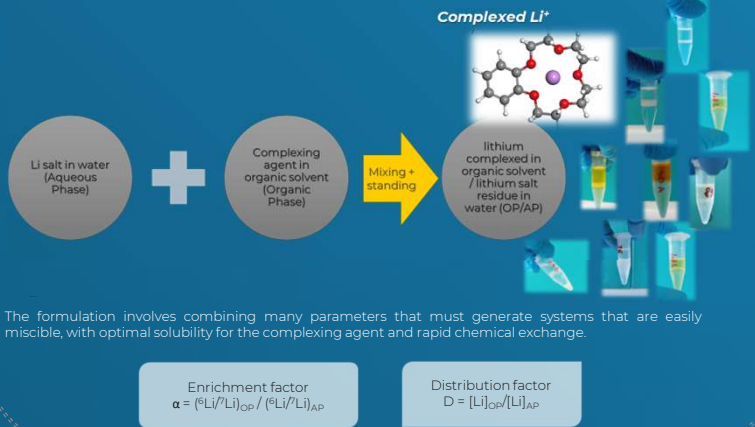 Complexed Li⁺
Li salt in water
(Aqueous
Phase)
Complexing
agent in
organic solvent
(Organic
Phase)
Mixing +
standing
lithium
complexed in
organic solvent
/ lithium salt
residue in
water (OP/AP)
The formulation involves combining many parameters that must generate systems that are easily
miscible, with optimal solubility for the complexing agent and rapid chemical exchange.
Enrichment factor
α = (⁶Li/⁷Li)OP / (⁶Li/⁷Li)AP
Distribution factor
D = [Li]OP/[Li]AP